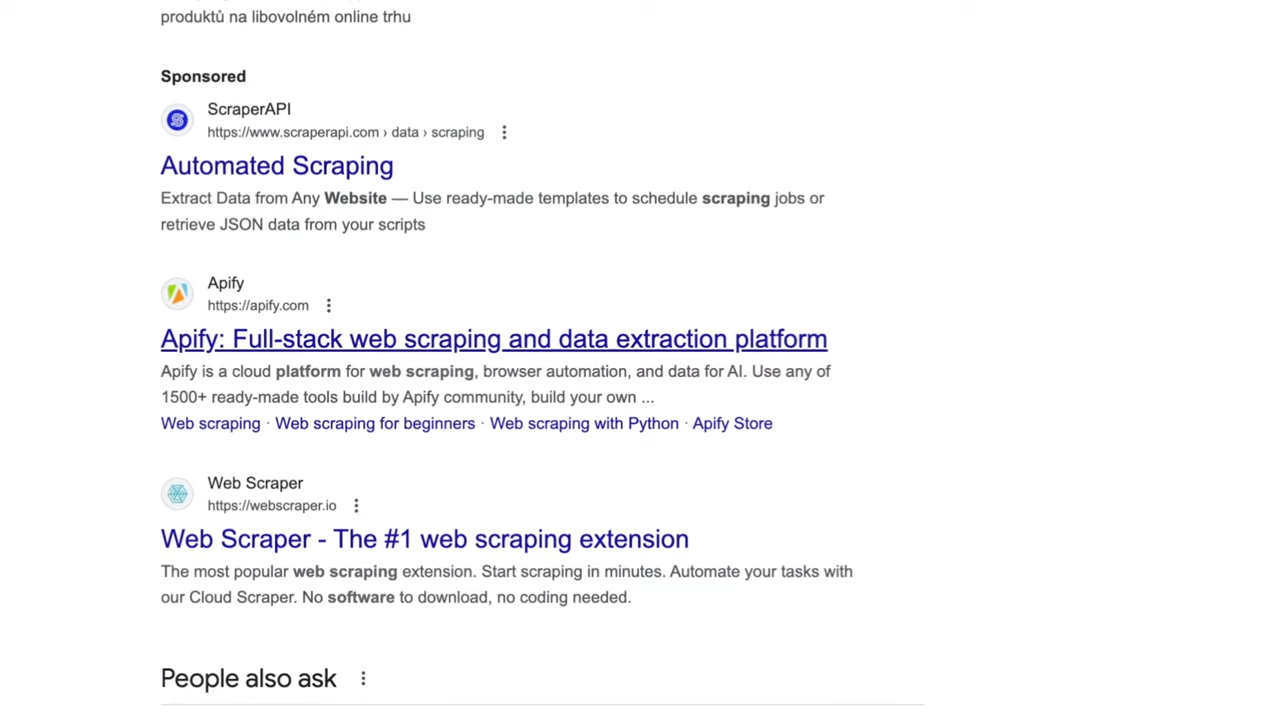 produktů na libovolném online trhu
Sponsored
ScraperAPI
https://www.scraperapi.com › data › scraping
Automated Scraping
Extract Data from Any Website — Use ready-made templates to schedule scraping jobs or
retrieve JSON data from your scripts
Apify
https://apify.com
Apify: Full-stack web scraping and data extraction platform
Apify is a cloud platform for web scraping, browser automation, and data for AI. Use any of
1500+ ready-made tools build by Apify community, build your own ...
Web scraping · Web scraping for beginners · Web scraping with Python · Apify Store
Web Scraper
https://webscraper.io
Web Scraper - The #1 web scraping extension
The most popular web scraping extension. Start scraping in minutes. Automate your tasks with
our Cloud Scraper. No software to download, no coding needed.
People also ask